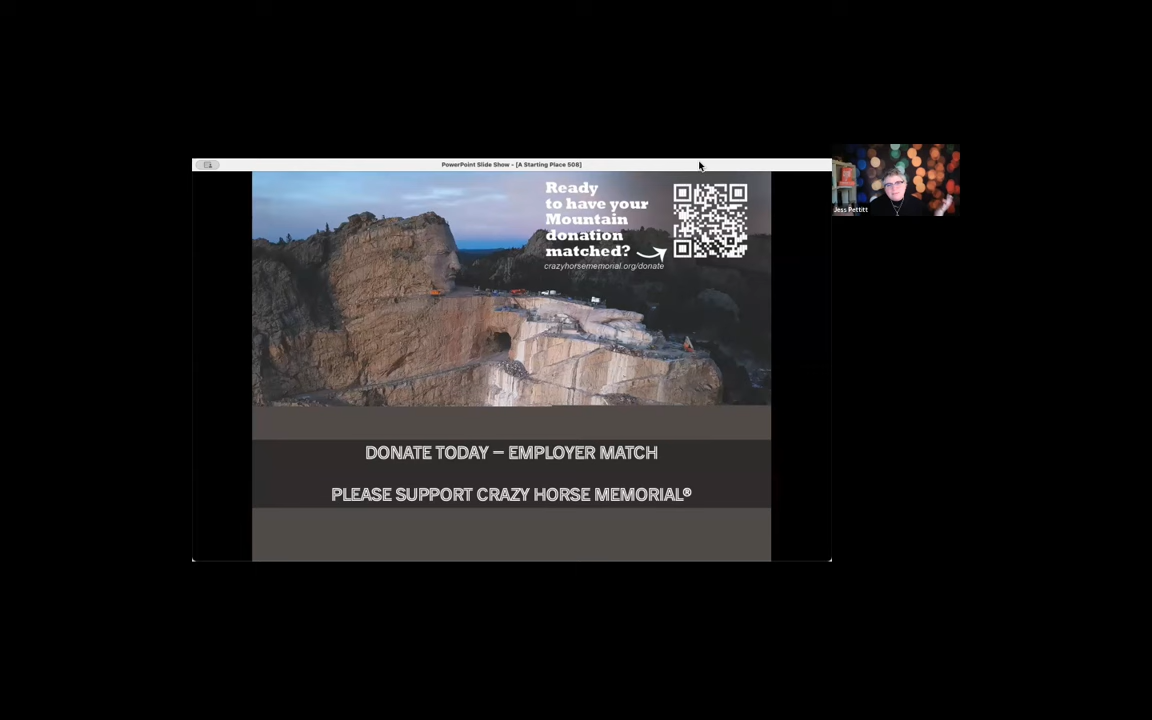 PowerPoint Slide Show - [A Starting Place 508]
Ready
to have your
Mountain
donation
matched?
crazyhorsememorial.org/donate
Jess Pettitt
DONATE TODAY – EMPLOYER MATCH
PLEASE SUPPORT CRAZY HORSE MEMORIAL®